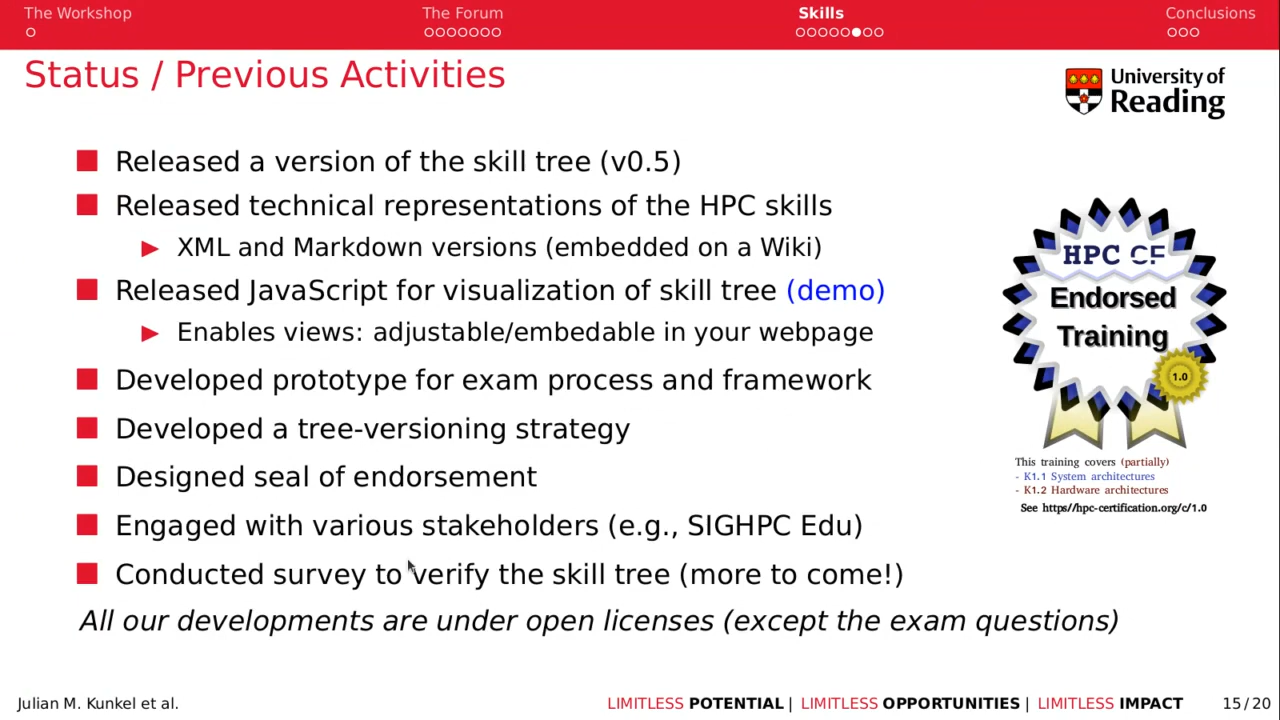 The Workshop
The Forum
Skills
Conclusions
Status / Previous Activities
University of
Reading
Released a version of the skill tree (v0.5)
Released technical representations of the HPC skills
XML and Markdown versions (embedded on a Wiki)
Released JavaScript for visualization of skill tree (demo)
Enables views: adjustable/embedable in your webpage
Developed prototype for exam process and framework
Developed a tree-versioning strategy
Designed seal of endorsement
Engaged with various stakeholders (e.g., SIGHPC Edu)
Conducted survey to verify the skill tree (more to come!)
All our developments are under open licenses (except the exam questions)
HPC CF
Endorsed
Training
1.0
This training covers (partially)
- K1.1 System architectures
- K1.2 Hardware architectures
See https//hpc-certification.org/c/1.0
Julian M. Kunkel et al.
LIMITLESS POTENTIAL | LIMITLESS OPPORTUNITIES | LIMITLESS IMPACT
15 / 20